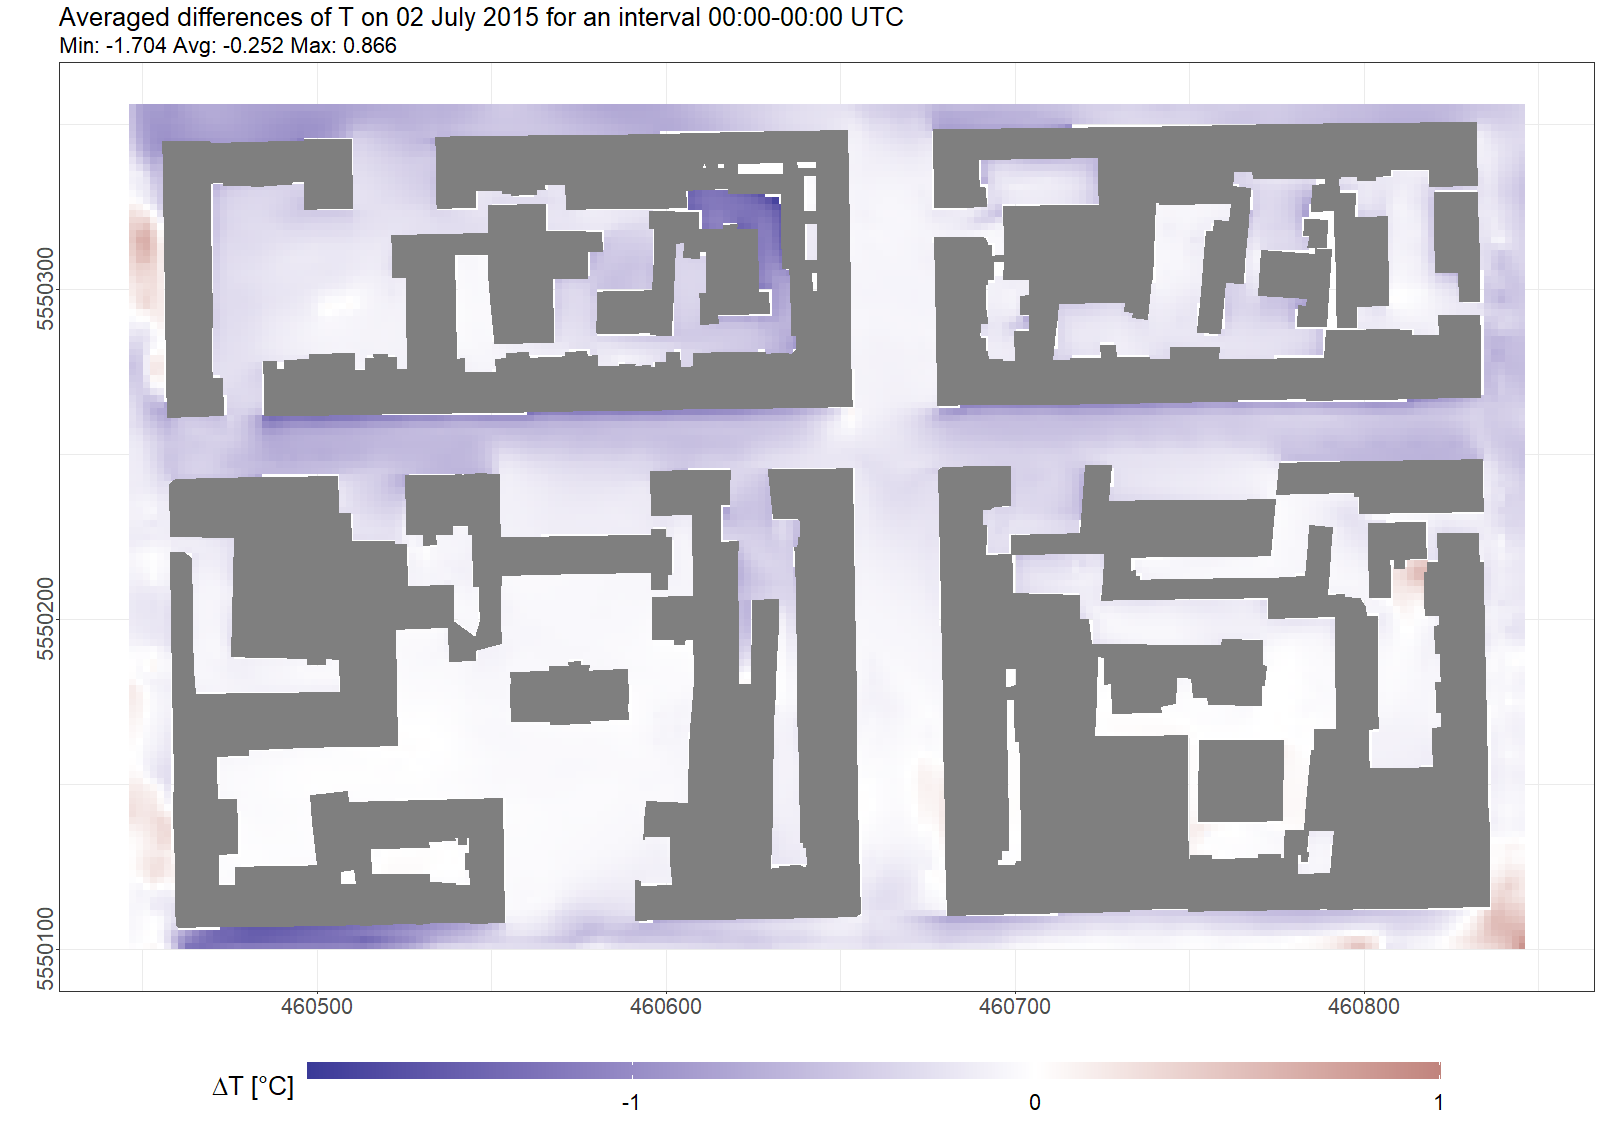 Averaged differences of T on 02 July 2015 for an interval 00:00-00:00 UTC
Min: -1.704 Avg: -0.252 Max: 0.866
5550300
5550200
5550100
460500 460600 460700 460800
ΔT [°C]
-1 0 1